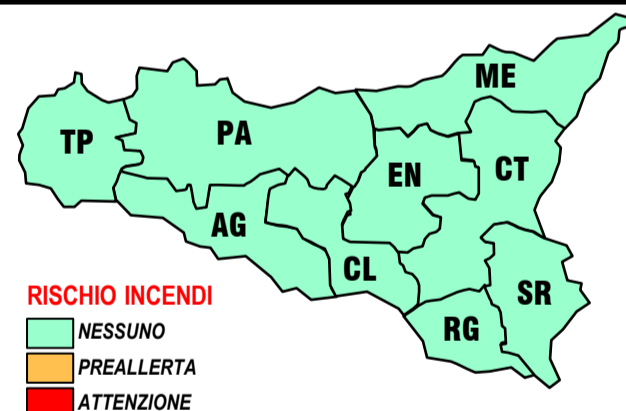 ME
PA
TP
EN
CT
AG
CL
SR
RG
RISCHIO INCENDI
NESSUNO
PREALLERTA
ATTENZIONE